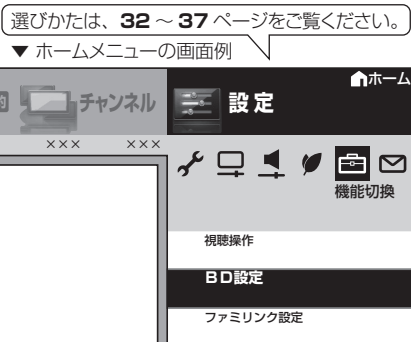 選びかたは、32～37ページをご覧ください。
▼ ホームメニューの画面例
ホーム
チャンネル
設定
××× ×××
機能切換
視聴操作
BD設定
ファミリンク設定